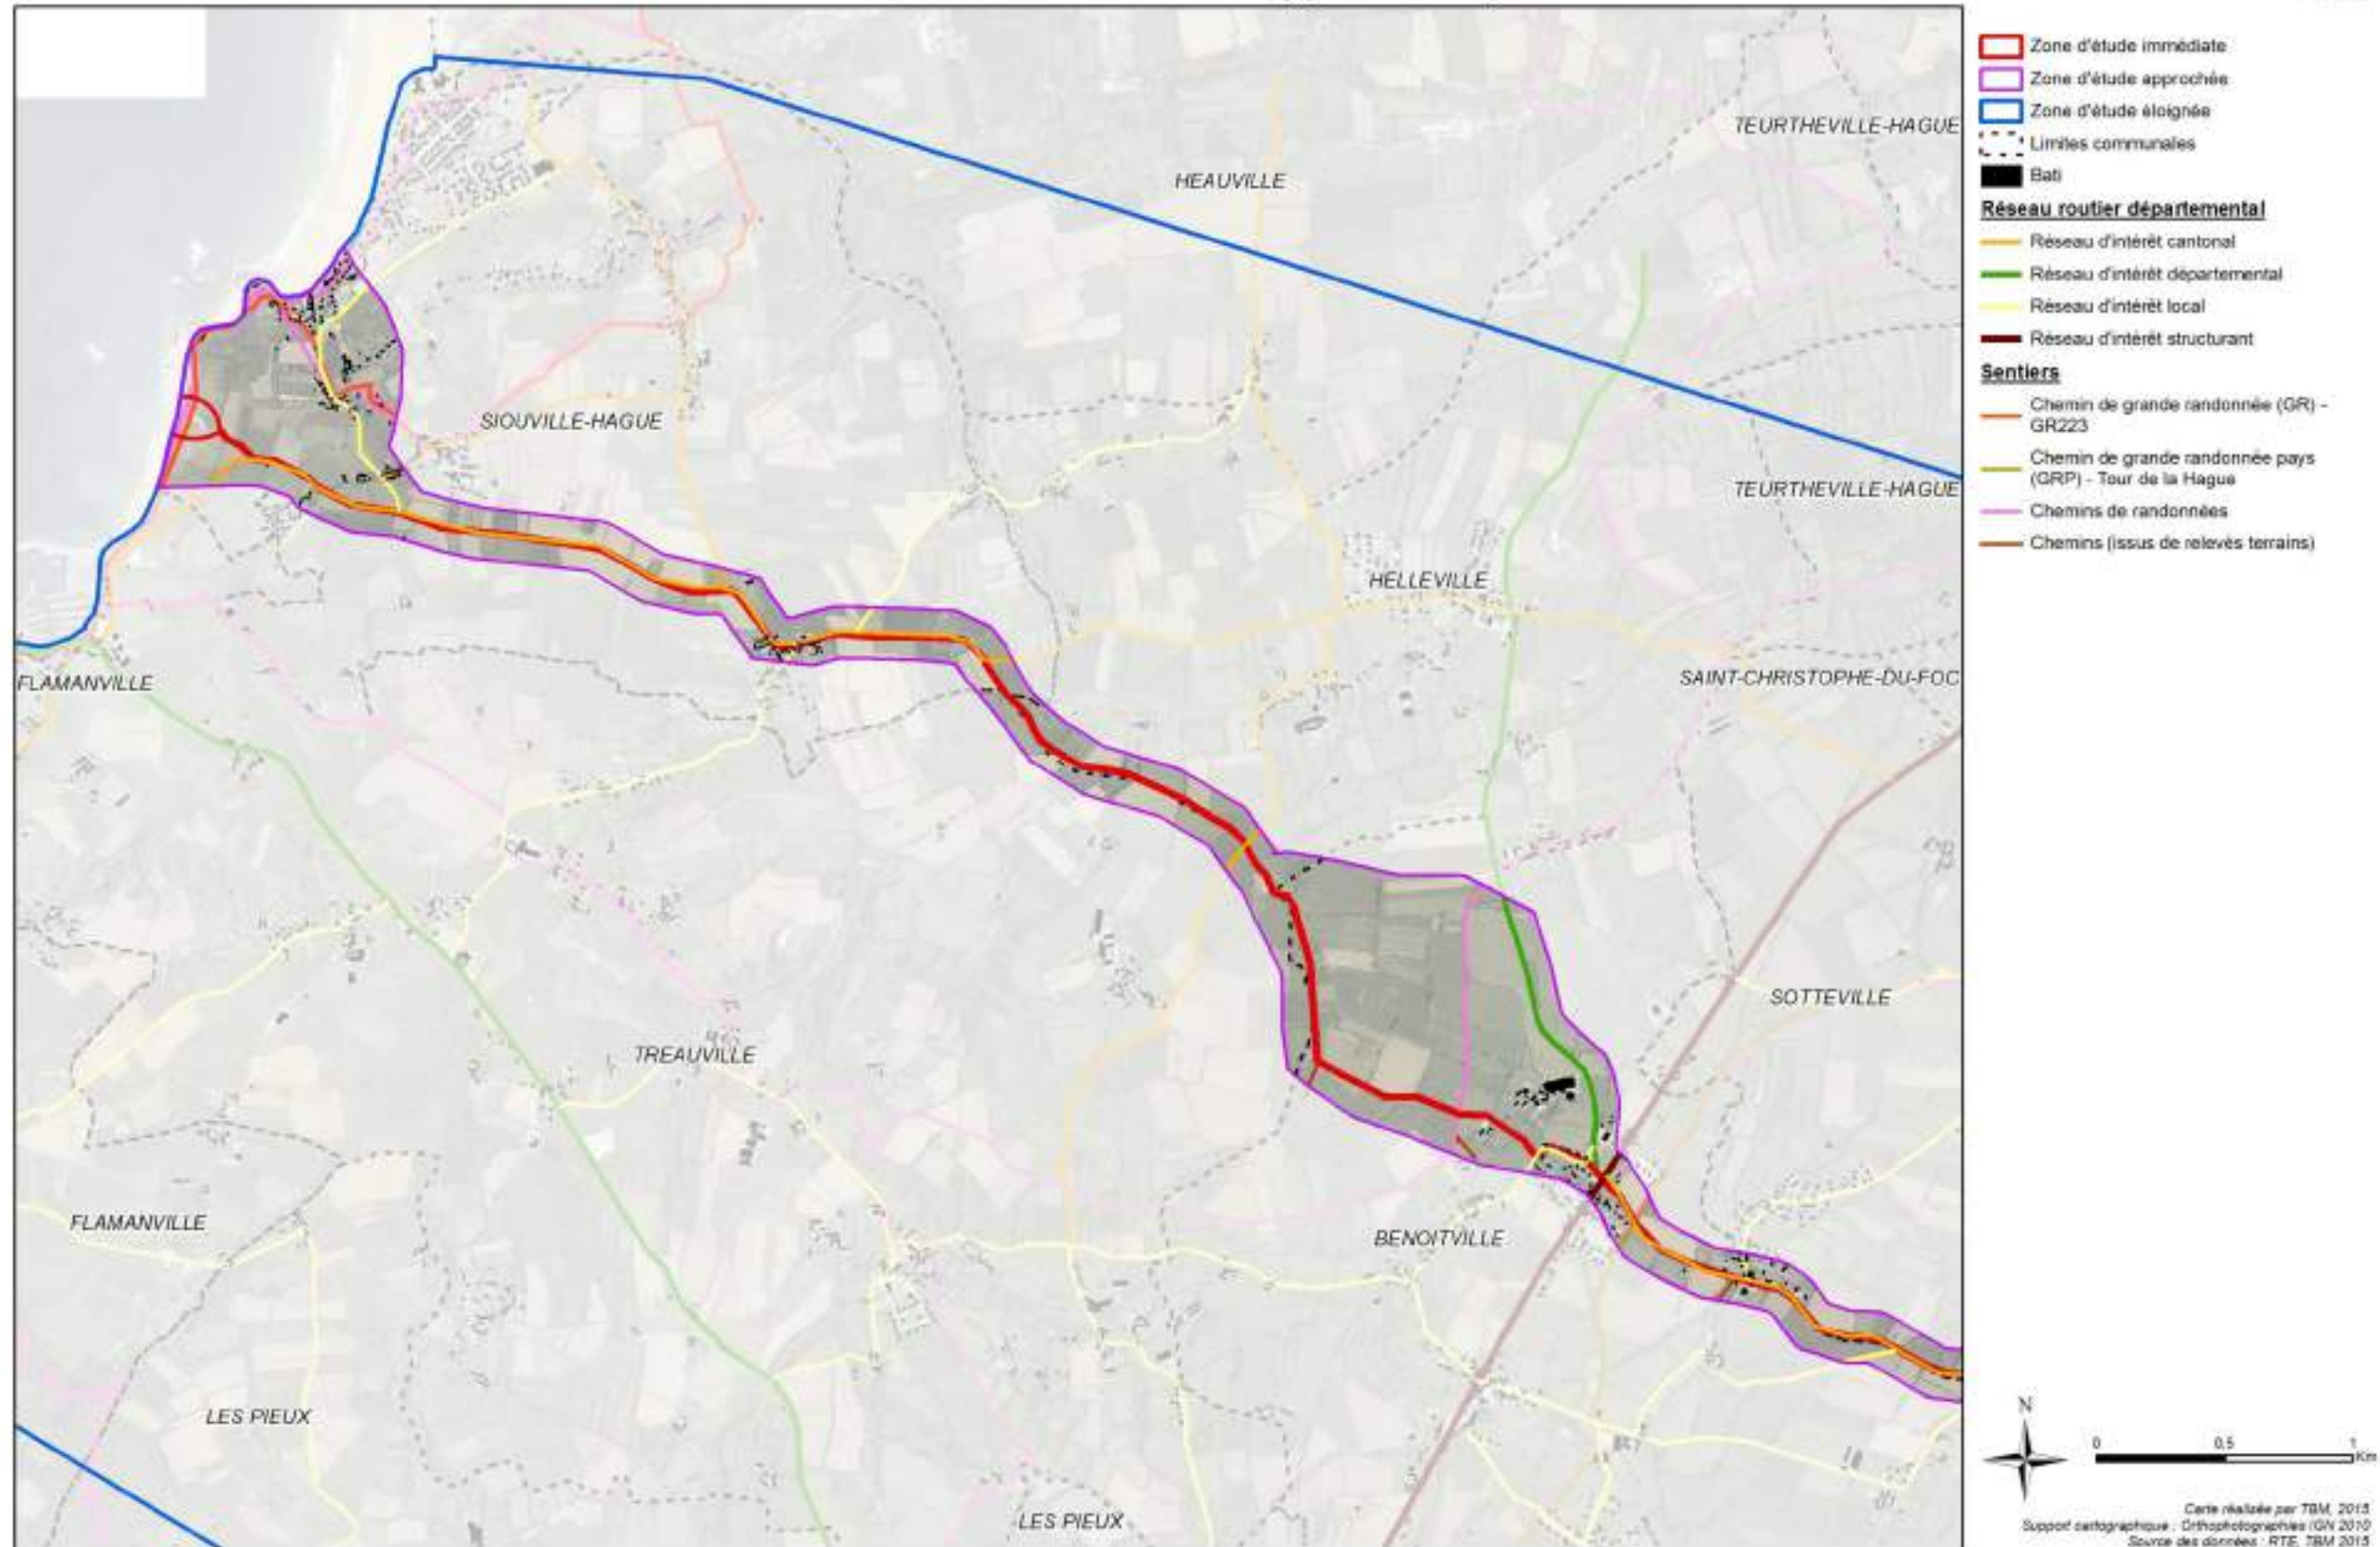 Zone d'étude immédiate
Zone d'étude approchée
Zone d'étude éloignée
Limites communales
Bati
Réseau routier départemental
Réseau d'intérêt cantonal
Réseau d'intérêt départemental
Réseau d'intérêt local
Réseau d'intérêt structurant
Sentiers
Chemin de grande randonnée (GR) -
GR223
Chemin de grande randonnée pays
(GRP) - Tour de la Hague
Chemins de randonnées
Chemins (issus de relevés terrains)
TEURTHEVILLE-HAGUE
HEAUVILLE
SIOUVILLE-HAGUE
TEURTHEVILLE-HAGUE
HELLEVILLE
SAINT-CHRISTOPHE-DU-FOC
FLAMANVILLE
SOTTEVILLE
TREAUVILLE
FLAMANVILLE
BENOITVILLE
LES PIEUX
LES PIEUX
N
0 0,5 1
Km
Carte réalisée par TBM, 2015
Support cartographique : Orthophotographies IGN 2010
Source des données : RTE, TBM 2015